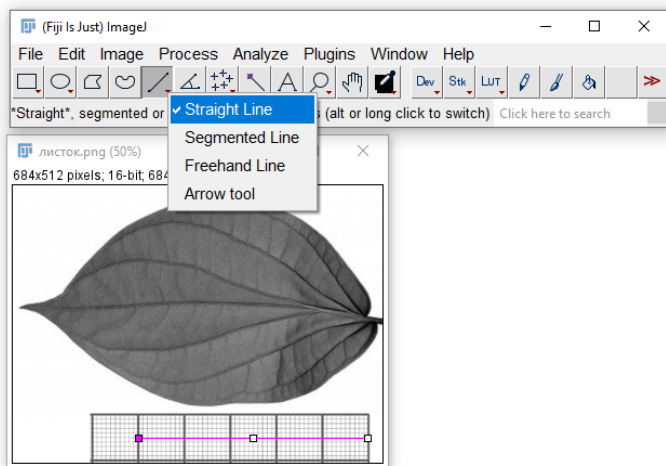 (Fiji Is Just) ImageJ
File Edit Image Process Analyze Plugins Window Help
Dev Stk LUT
*Straight*, segmented or s (alt or long click to switch) Click here to search
Straight Line
Segmented Line
Freehand Line
Arrow tool
листок.png (50%)
684x512 pixels; 16-bit; 684